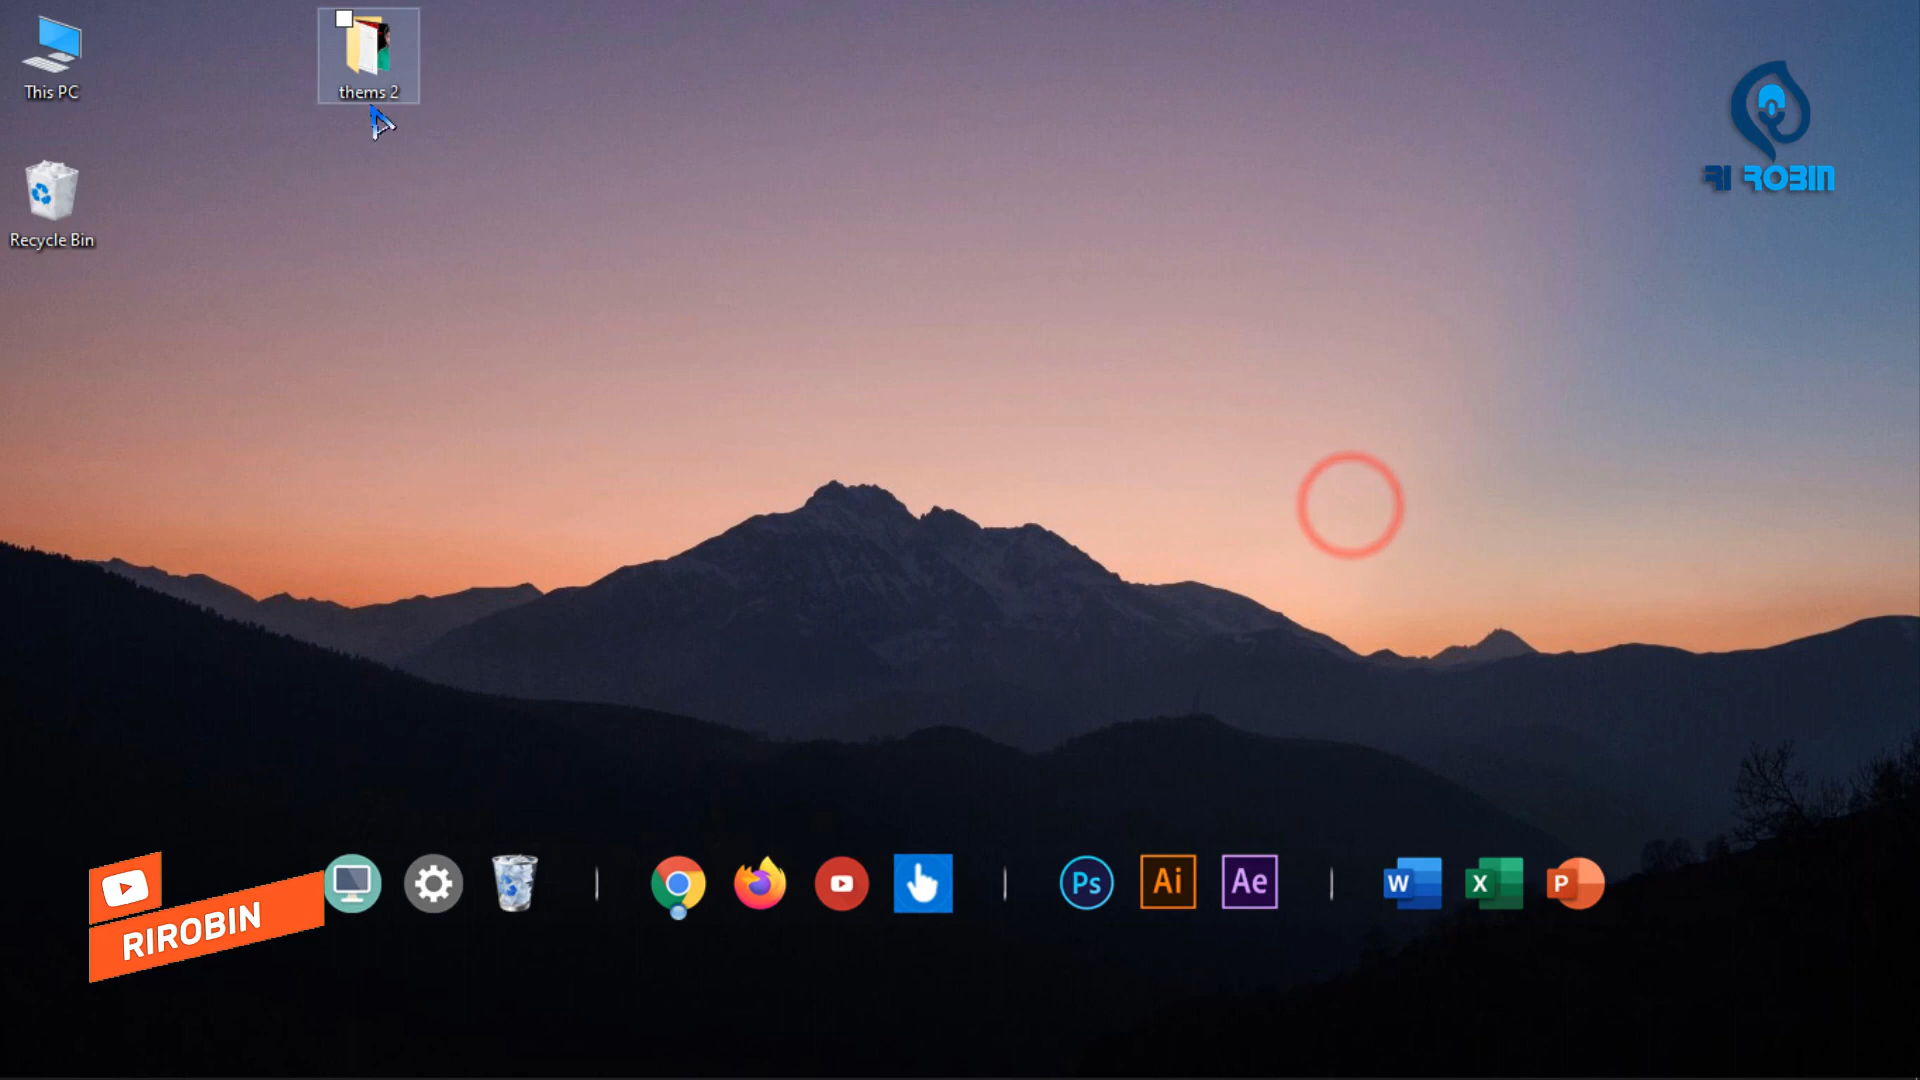 This PC
thems 2
RI ROBIN
Recycle Bin
RIROBIN
Ps
Ai
Ae
W
X
P